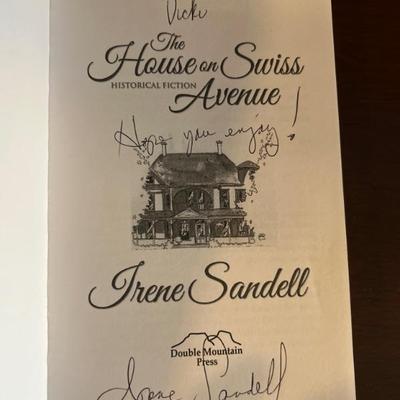 Vicki
The
House on Swiss
HISTORICAL FICTION Avenue
Hope you enjoy!
Irene Sandell
Double Mountain
Press
Irene Sandell